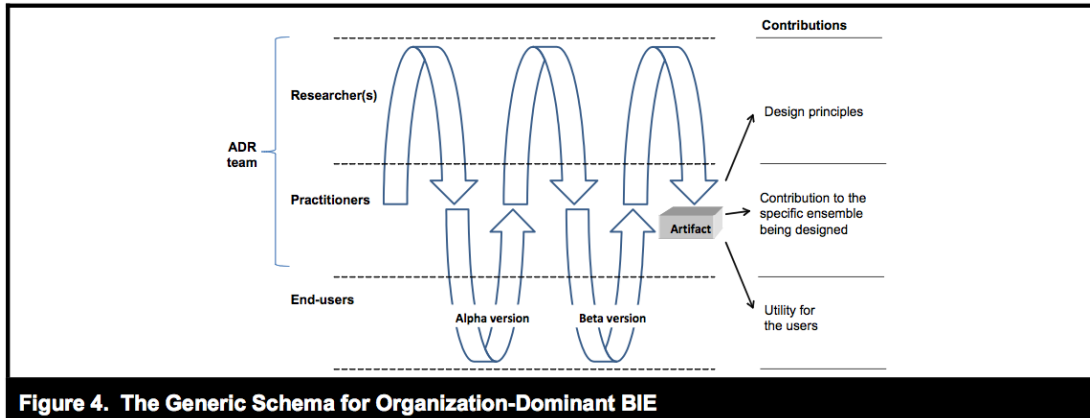 Contributions
Researcher(s)
Design principles
ADR
team
Practitioners
Contribution to the
specific ensemble
being designed
Artifact
End-users
Alpha version
Beta version
Utility for
the users
Figure 4. The Generic Schema for Organization-Dominant BIE